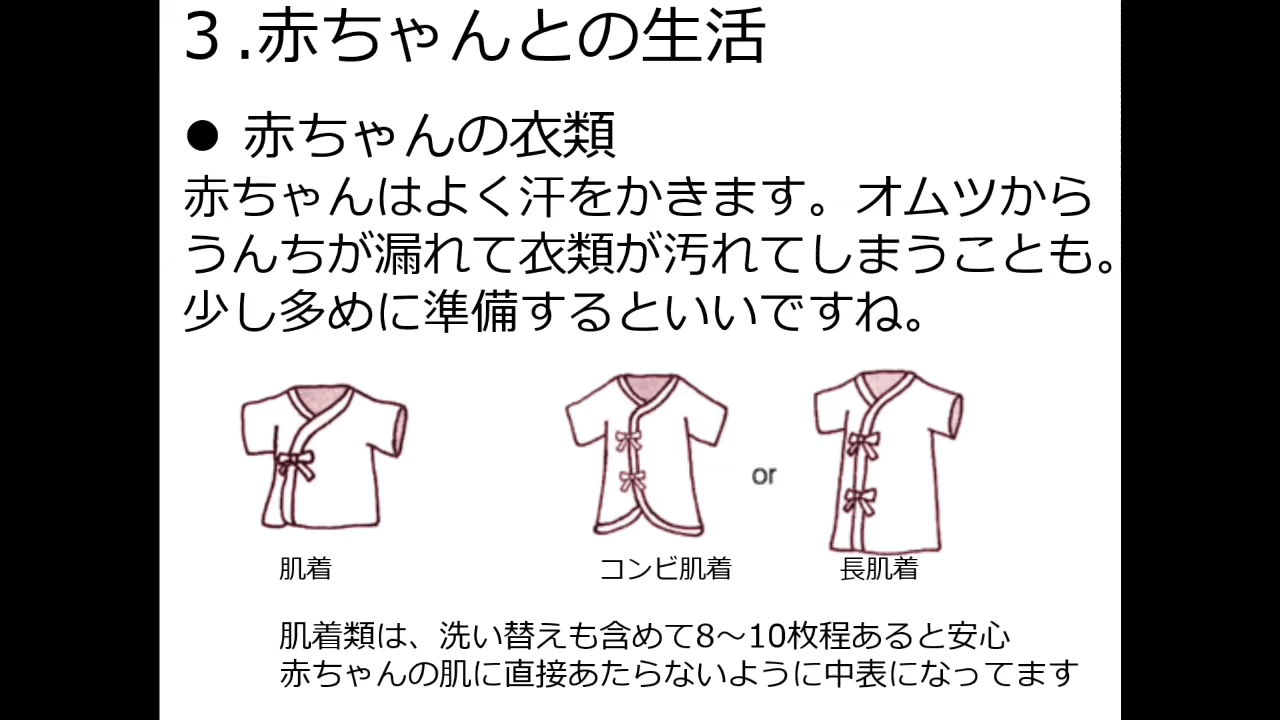 ３.赤ちゃんとの生活
● 赤ちゃんの衣類
赤ちゃんはよく汗をかきます。オムツから
うんちが漏れて衣類が汚れてしまうことも。
少し多めに準備するといいですね。
or
肌着 コンビ肌着 長肌着
肌着類は、洗い替えも含めて8～10枚程あると安心
赤ちゃんの肌に直接あたらないように中表になってます